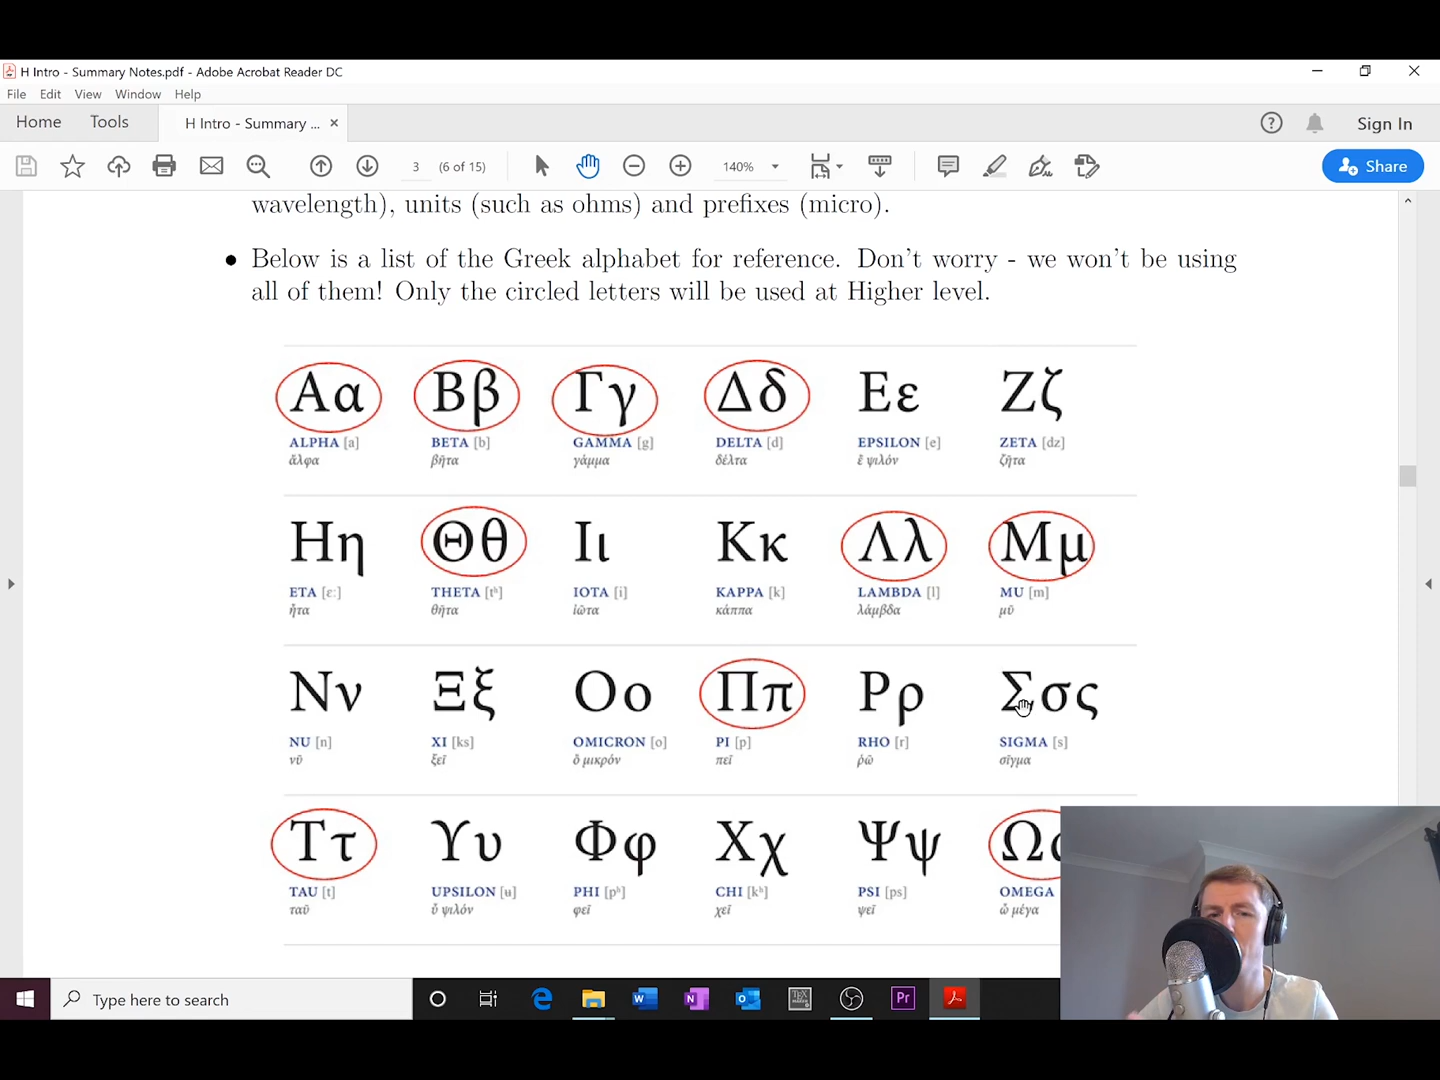 H Intro - Summary Notes.pdf - Adobe Acrobat Reader DC
File Edit View Window Help
Home Tools H Intro - Summary ... × Sign In
3 (6 of 15) 140% Share
wavelength), units (such as ohms) and prefixes (micro).
• Below is a list of the Greek alphabet for reference. Don't worry - we won't be using
all of them! Only the circled letters will be used at Higher level.
Αα Ββ Γγ Δδ Εε Ζζ
ALPHA [a] BETA [b] GAMMA [g] DELTA [d] EPSILON [e] ZETA [dz]
ἄλφα βῆτα γάμμα δέλτα ἒ ψιλόν ζῆτα
Ηη Θθ Ιι Κκ Λλ Μμ
ETA [ε:] THETA [tʰ] IOTA [i] KAPPA [k] LAMBDA [l] MU [m]
ἦτα θῆτα ἰῶτα κάππα λάμβδα μῦ
Νν Ξξ Οο Ππ Ρρ Σσς
NU [n] XI [ks] OMICRON [o] PI [p] RHO [r] SIGMA [s]
νῦ ξεῖ ὂ μικρόν πεῖ ῥῶ σῖγμα
Ττ Υυ Φφ Χχ Ψψ Ω
TAU [t] UPSILON [ʉ] PHI [pʰ] CHI [kʰ] PSI [ps] OMEGA
ταῦ ὖ ψιλόν φεῖ χεῖ ψεῖ ὦ μέγα
Type here to search W N Pr